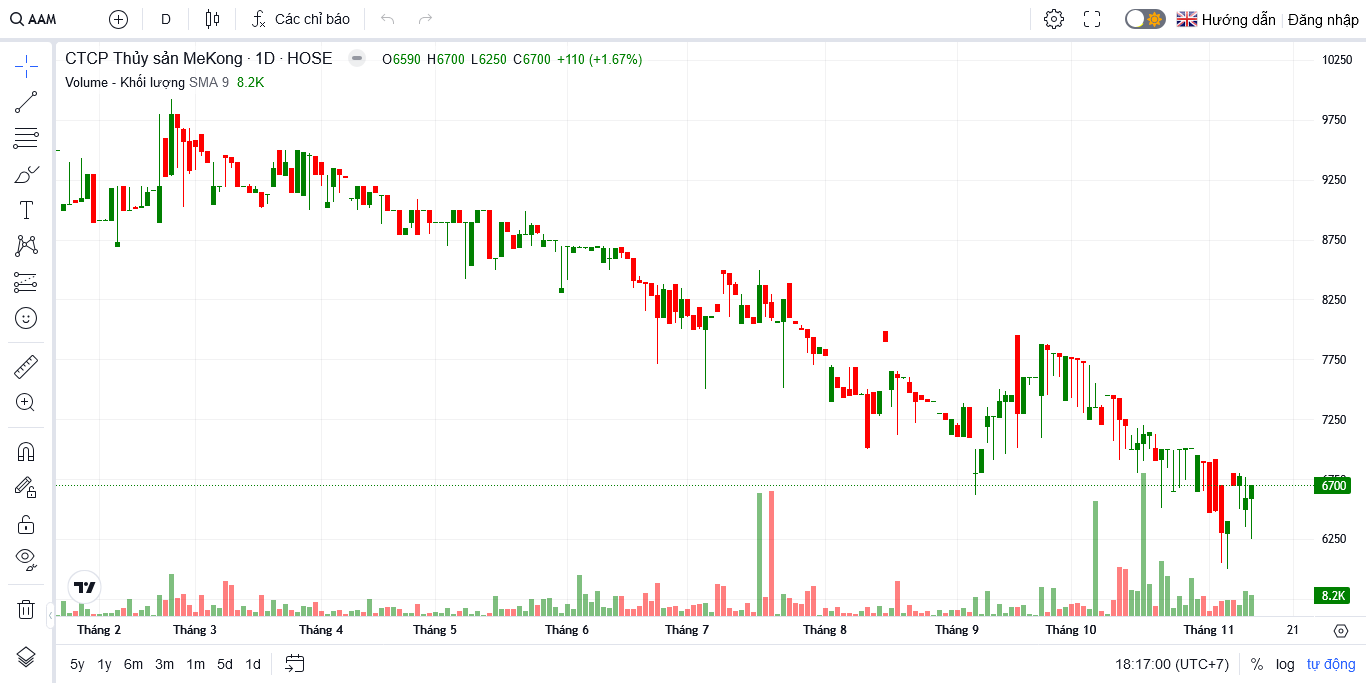 AAM D Các chỉ báo Hướng dẫn Đăng nhập
CTCP Thủy sản MeKong · 1D · HOSE O6590 H6700 L6250 C6700 +110 (+1.67%)
Volume - Khối lượng SMA 9 8.2K
10250
9750
9250
8750
8250
7750
7250
6700
6250
8.2K
Tháng 2 Tháng 3 Tháng 4 Tháng 5 Tháng 6 Tháng 7 Tháng 8 Tháng 9 Tháng 10 Tháng 11 21
5y 1y 6m 3m 1m 5d 1d 18:17:00 (UTC+7) % log tự động